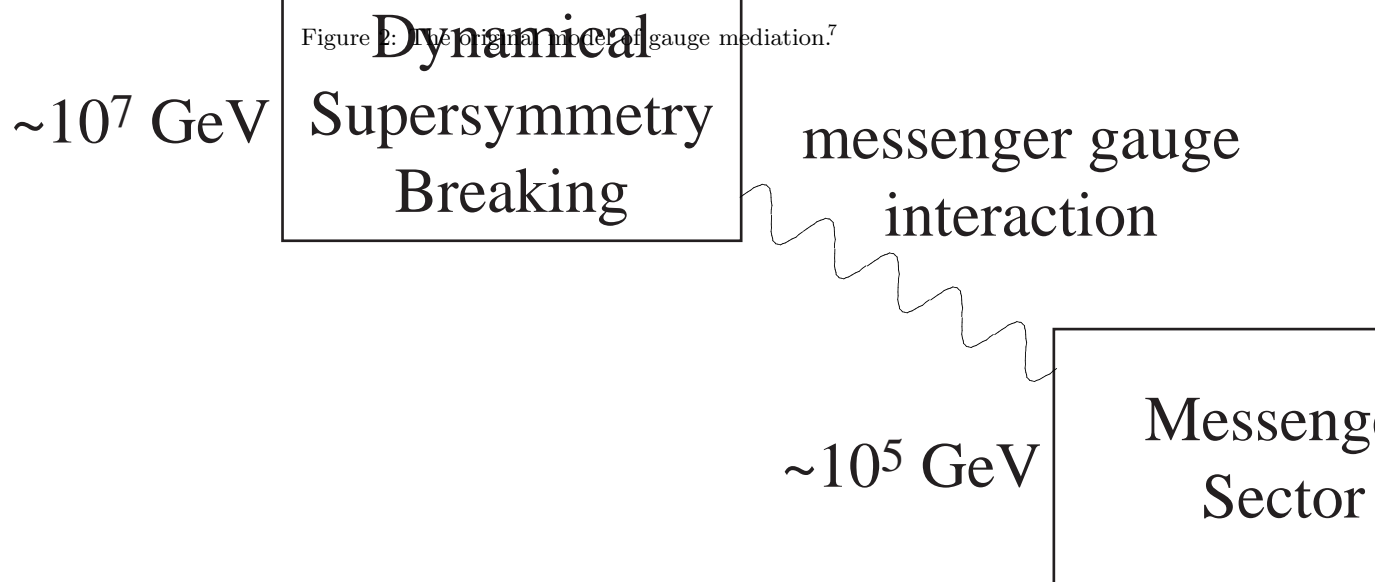 Dynamical
Figure 2: The original model of gauge mediation.⁷
Supersymmetry
Breaking
~10⁷ GeV
messenger gauge
interaction
~10⁵ GeV
Sector